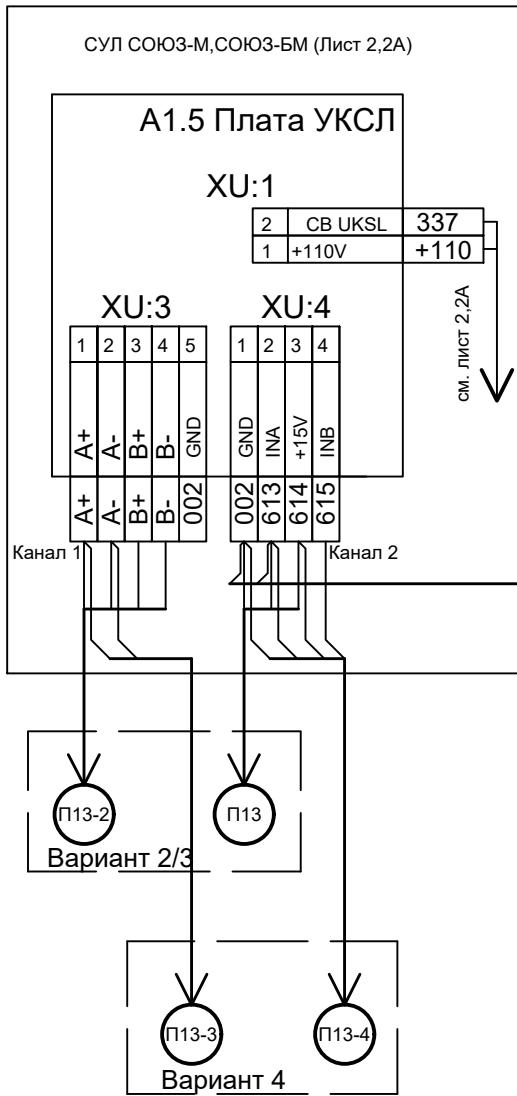 СУЛ СОЮЗ-М,СОЮЗ-БМ (Лист 2,2А)
А1.5 Плата УКСЛ
XU:1
2 CB UKSL 337
1 +110V +110
см. лист 2,2А
XU:3 XU:4
1 2 3 4 5 1 2 3 4
A+ A- B+ B- GND GND INA +15V INB
A+ A- B+ B- 002 002 613 614 615
Канал 1 Канал 2
П13-2 П13
Вариант 2/3
П13-3 П13-4
Вариант 4